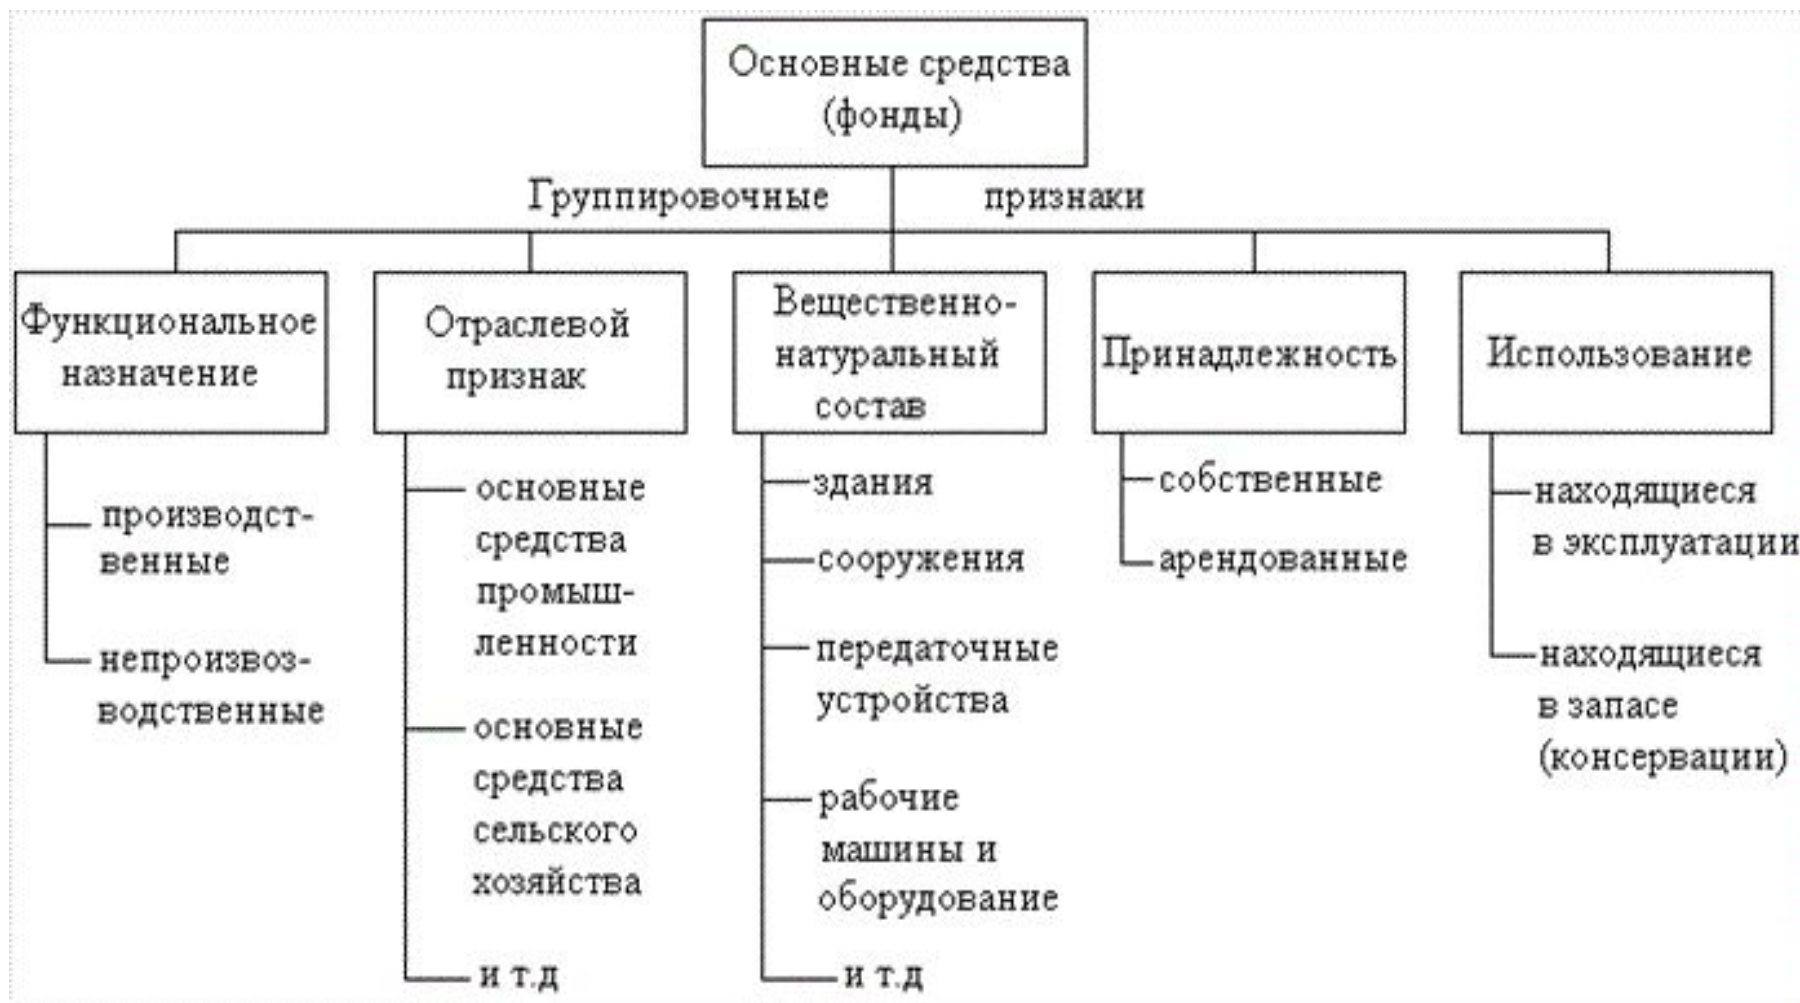 Основные средства
(фонды)
Группировочные признаки
Функциональное
назначение
производст-
венные
непроизвоз-
водственные
Отраслевой
признак
основные
средства
промыш-
ленности
основные
средства
сельского
хозяйства
и т.д
Вещественно-
натуральный
состав
здания
сооружения
передаточные
устройства
рабочие
машины и
оборудование
и т.д
Принадлежность
собственные
арендованные
Использование
находящиеся
в эксплуатации
находящиеся
в запасе
(консервации)